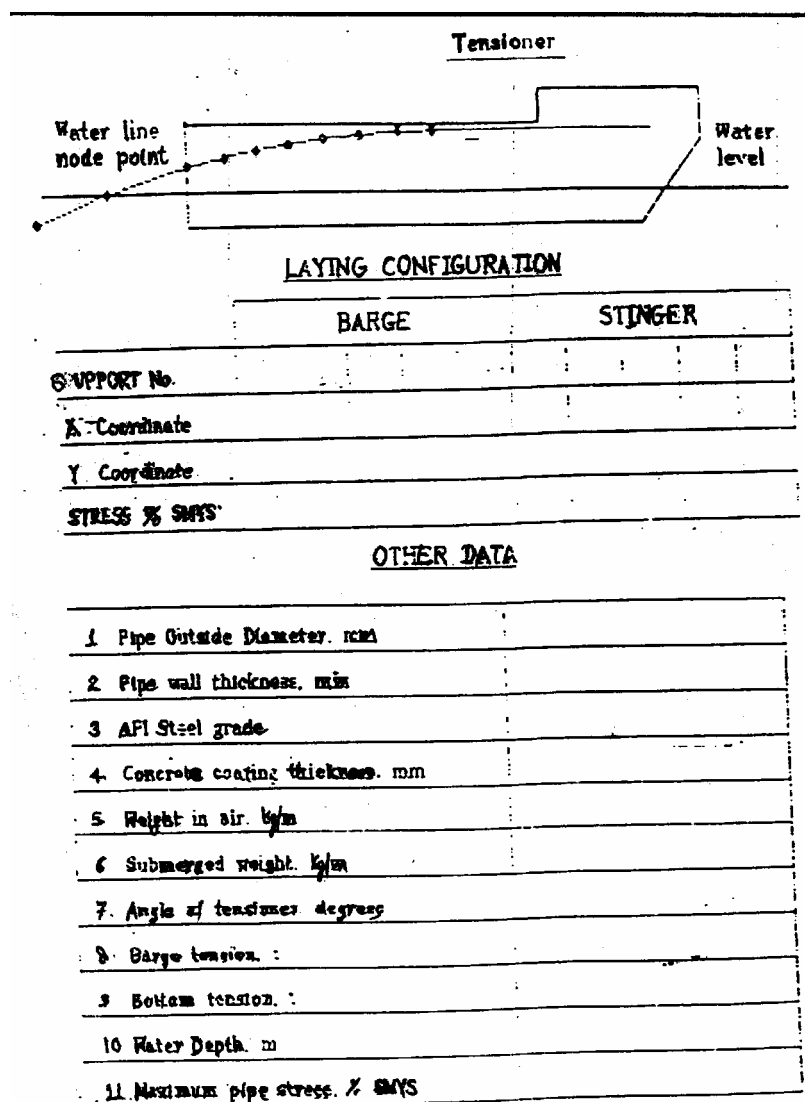 Tensioner
Water line
node point
Water
level
LAYING CONFIGURATION
BARGE STINGER
SUPPORT No.
X-Coordinate
Y Coordinate
STRESS % SMYS
OTHER DATA
1 Pipe Outside Diameter. mm
2 Pipe wall thickness. mm
3 API Steel grade
4. Concrete coating thickness. mm
5 Weight in air. kg/m
6 Submerged weight. kg/m
7. Angle of tensioner degrees
8. Barge tension. :
9 Bottom tension. :
10 Water Depth. m
11 Maximum pipe stress. % SMYS